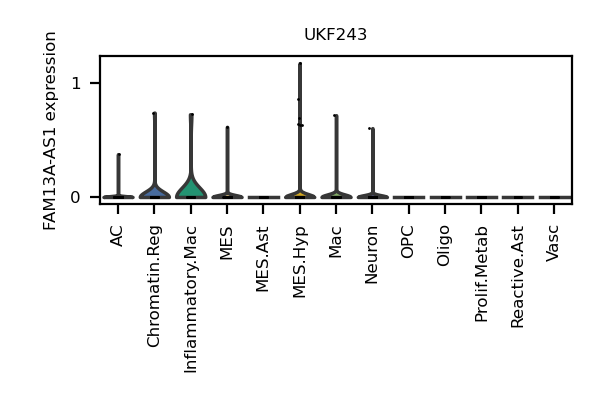 UKF243
FAM13A-AS1 expression
1
0
AC
Chromatin.Reg
Inflammatory.Mac
MES
MES.Ast
MES.Hyp
Mac
Neuron
OPC
Oligo
Prolif.Metab
Reactive.Ast
Vasc